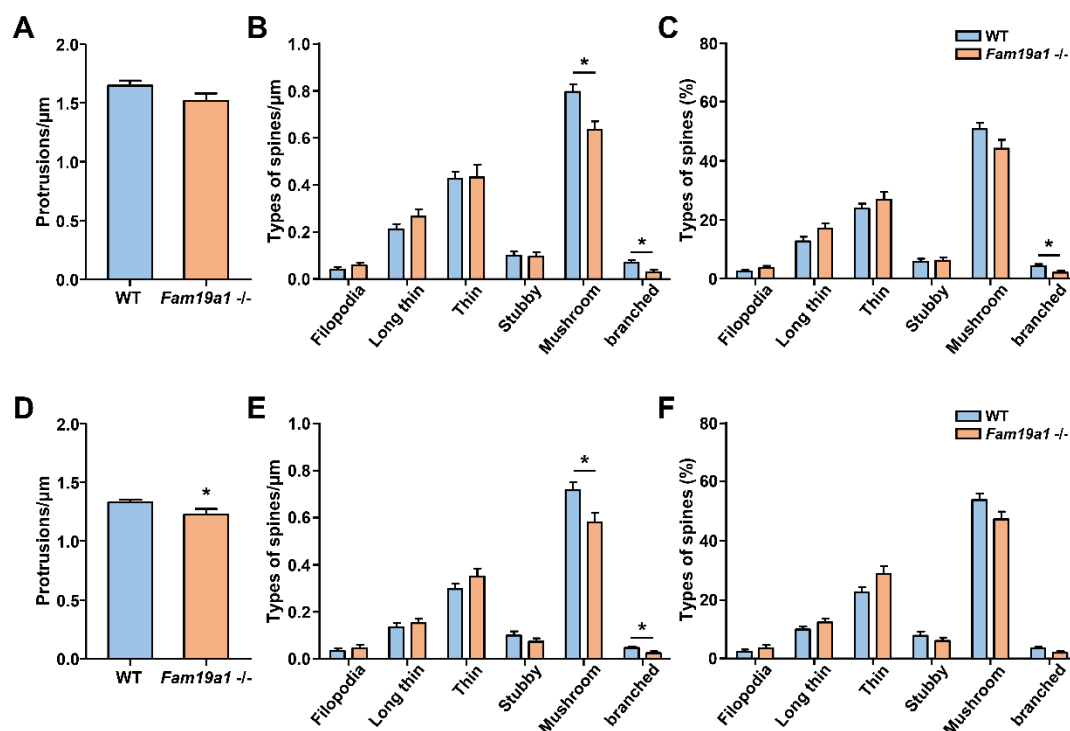 A
Protrusions/µm
2.0
1.5
1.0
0.5
0.0
WT
Fam19a1 -/-
B
Types of spines/µm
1.0
0.8
0.6
0.4
0.2
0.0
*
*
Filopodia
Long thin
Thin
Stubby
Mushroom
branched
C
Types of spines (%)
80
60
40
20
0
WT
Fam19a1 -/-
*
Filopodia
Long thin
Thin
Stubby
Mushroom
branched
D
Protrusions/µm
2.0
1.5
1.0
0.5
0.0
*
WT
Fam19a1 -/-
E
Types of spines/µm
1.0
0.8
0.6
0.4
0.2
0.0
*
*
Filopodia
Long thin
Thin
Stubby
Mushroom
branched
F
Types of spines (%)
80
60
40
20
0
WT
Fam19a1 -/-
Filopodia
Long thin
Thin
Stubby
Mushroom
branched